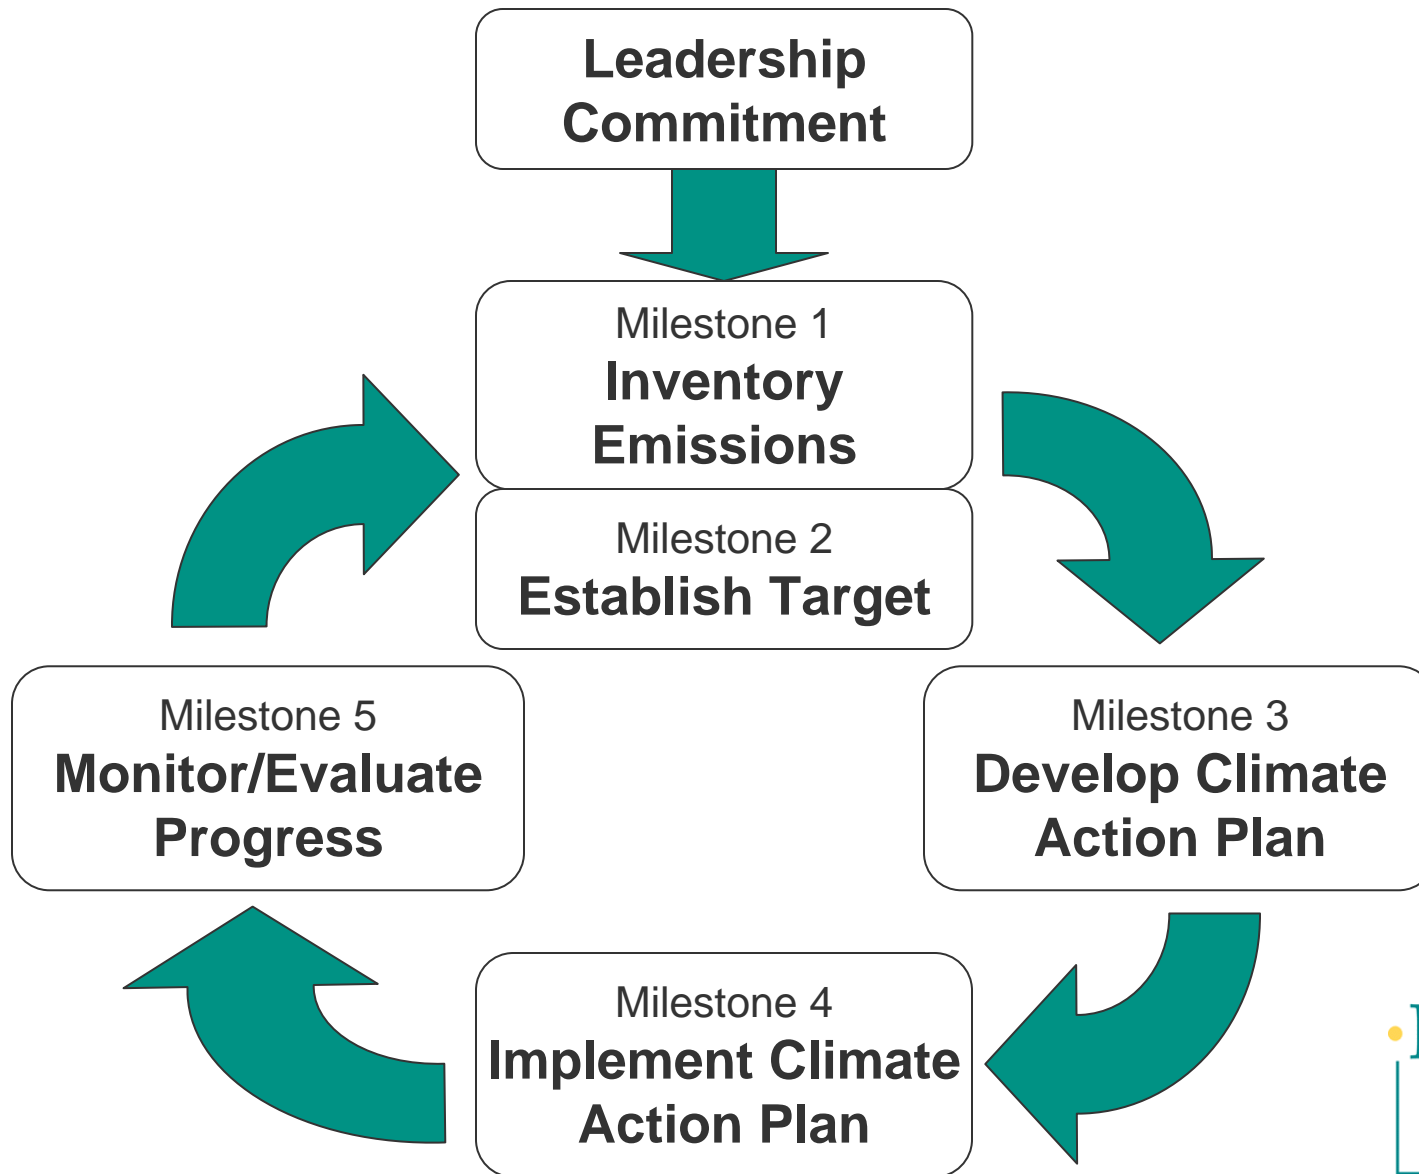 Leadership
Commitment
Milestone 1
Inventory
Emissions
Milestone 2
Establish Target
Milestone 5
Monitor/Evaluate
Progress
Milestone 3
Develop Climate
Action Plan
Milestone 4
Implement Climate
Action Plan